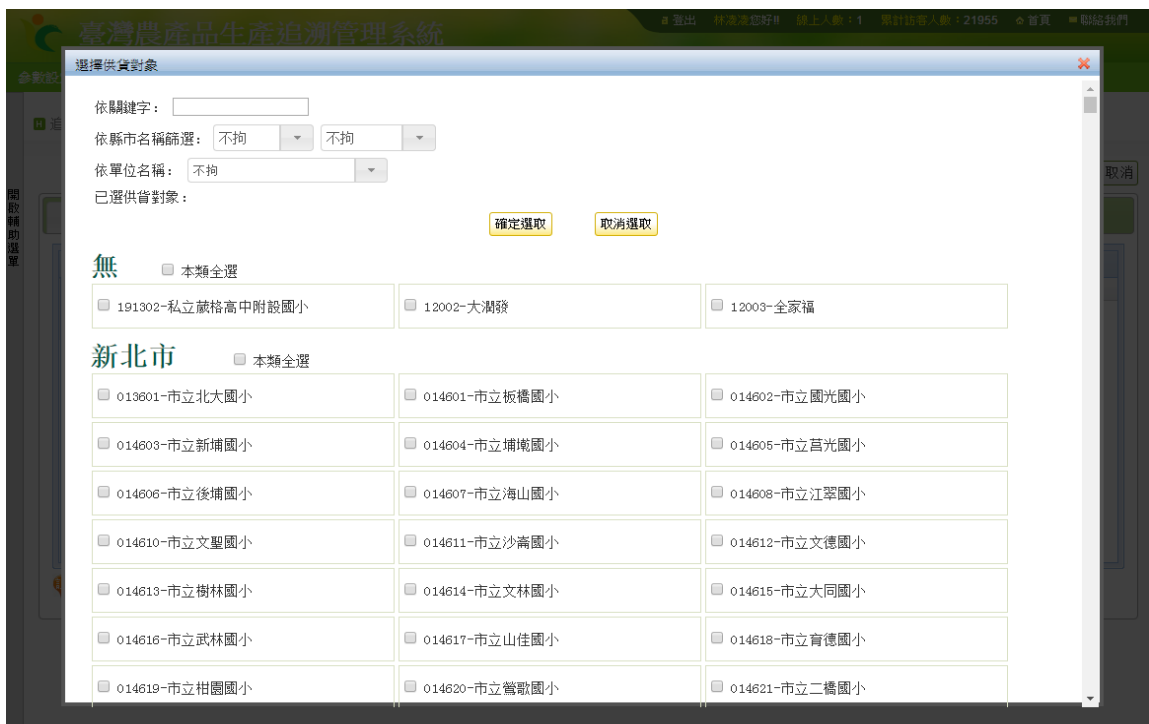 臺灣農產品生產追溯管理系統
登出 林淩淩您好!! 線上人數：1 累計訪客人數：21955 首頁 聯絡我們
選擇供貨對象
依關鍵字：
依縣市名稱篩選： 不拘 不拘
依單位名稱： 不拘
取消
已選供貨對象：
開啟輔助選單
確定選取 取消選取
無 本類全選
191302-私立葳格高中附設國小 12002-大潤發 12003-全家福
新北市 本類全選
013601-市立北大國小 014601-市立板橋國小 014602-市立國光國小
014603-市立新埔國小 014604-市立埔墘國小 014605-市立莒光國小
014606-市立後埔國小 014607-市立海山國小 014608-市立江翠國小
014610-市立文聖國小 014611-市立沙崙國小 014612-市立文德國小
014613-市立樹林國小 014614-市立文林國小 014615-市立大同國小
014616-市立武林國小 014617-市立山佳國小 014618-市立育德國小
014619-市立柑園國小 014620-市立鶯歌國小 014621-市立二橋國小